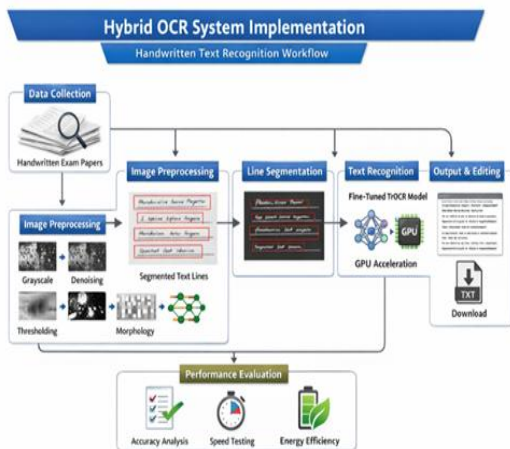 Hybrid OCR System Implementation
Handwritten Text Recognition Workflow
Data Collection
Handwritten Exam Papers
Image Preprocessing
Segmented Text Lines
Line Segmentation
Text Recognition
Fine-Tuned TrOCR Model
GPU
GPU Acceleration
Output & Editing
TXT
Download
Image Preprocessing
Grayscale
Denoising
Thresholding
Morphology
Performance Evaluation
Accuracy Analysis
Speed Testing
Energy Efficiency